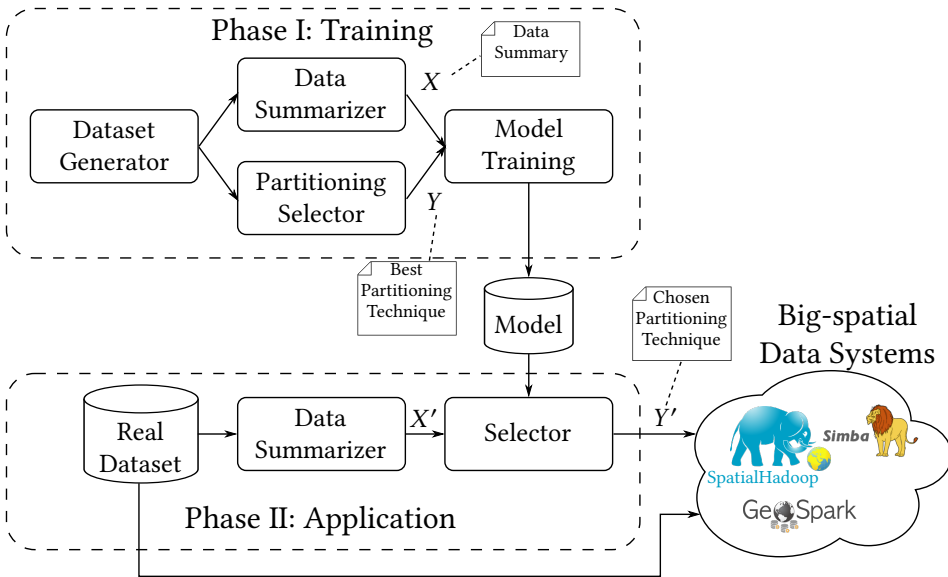 Phase I: Training
Data
Summary
X
Data
Summarizer
Dataset
Generator
Model
Training
Partitioning
Selector
Y
Best
Partitioning
Technique
Model
Chosen
Partitioning
Technique
Big-spatial
Data Systems
Real
Dataset
Data
Summarizer
X′
Selector
Y′
Simba
SpatialHadoop
GeoSpark
Phase II: Application